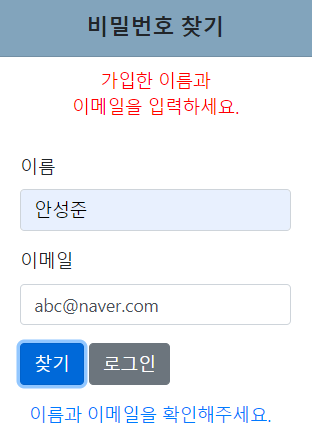 비밀번호 찾기
가입한 이름과
이메일을 입력하세요.
이름
안성준
이메일
abc@naver.com
찾기 로그인
이름과 이메일을 확인해주세요.